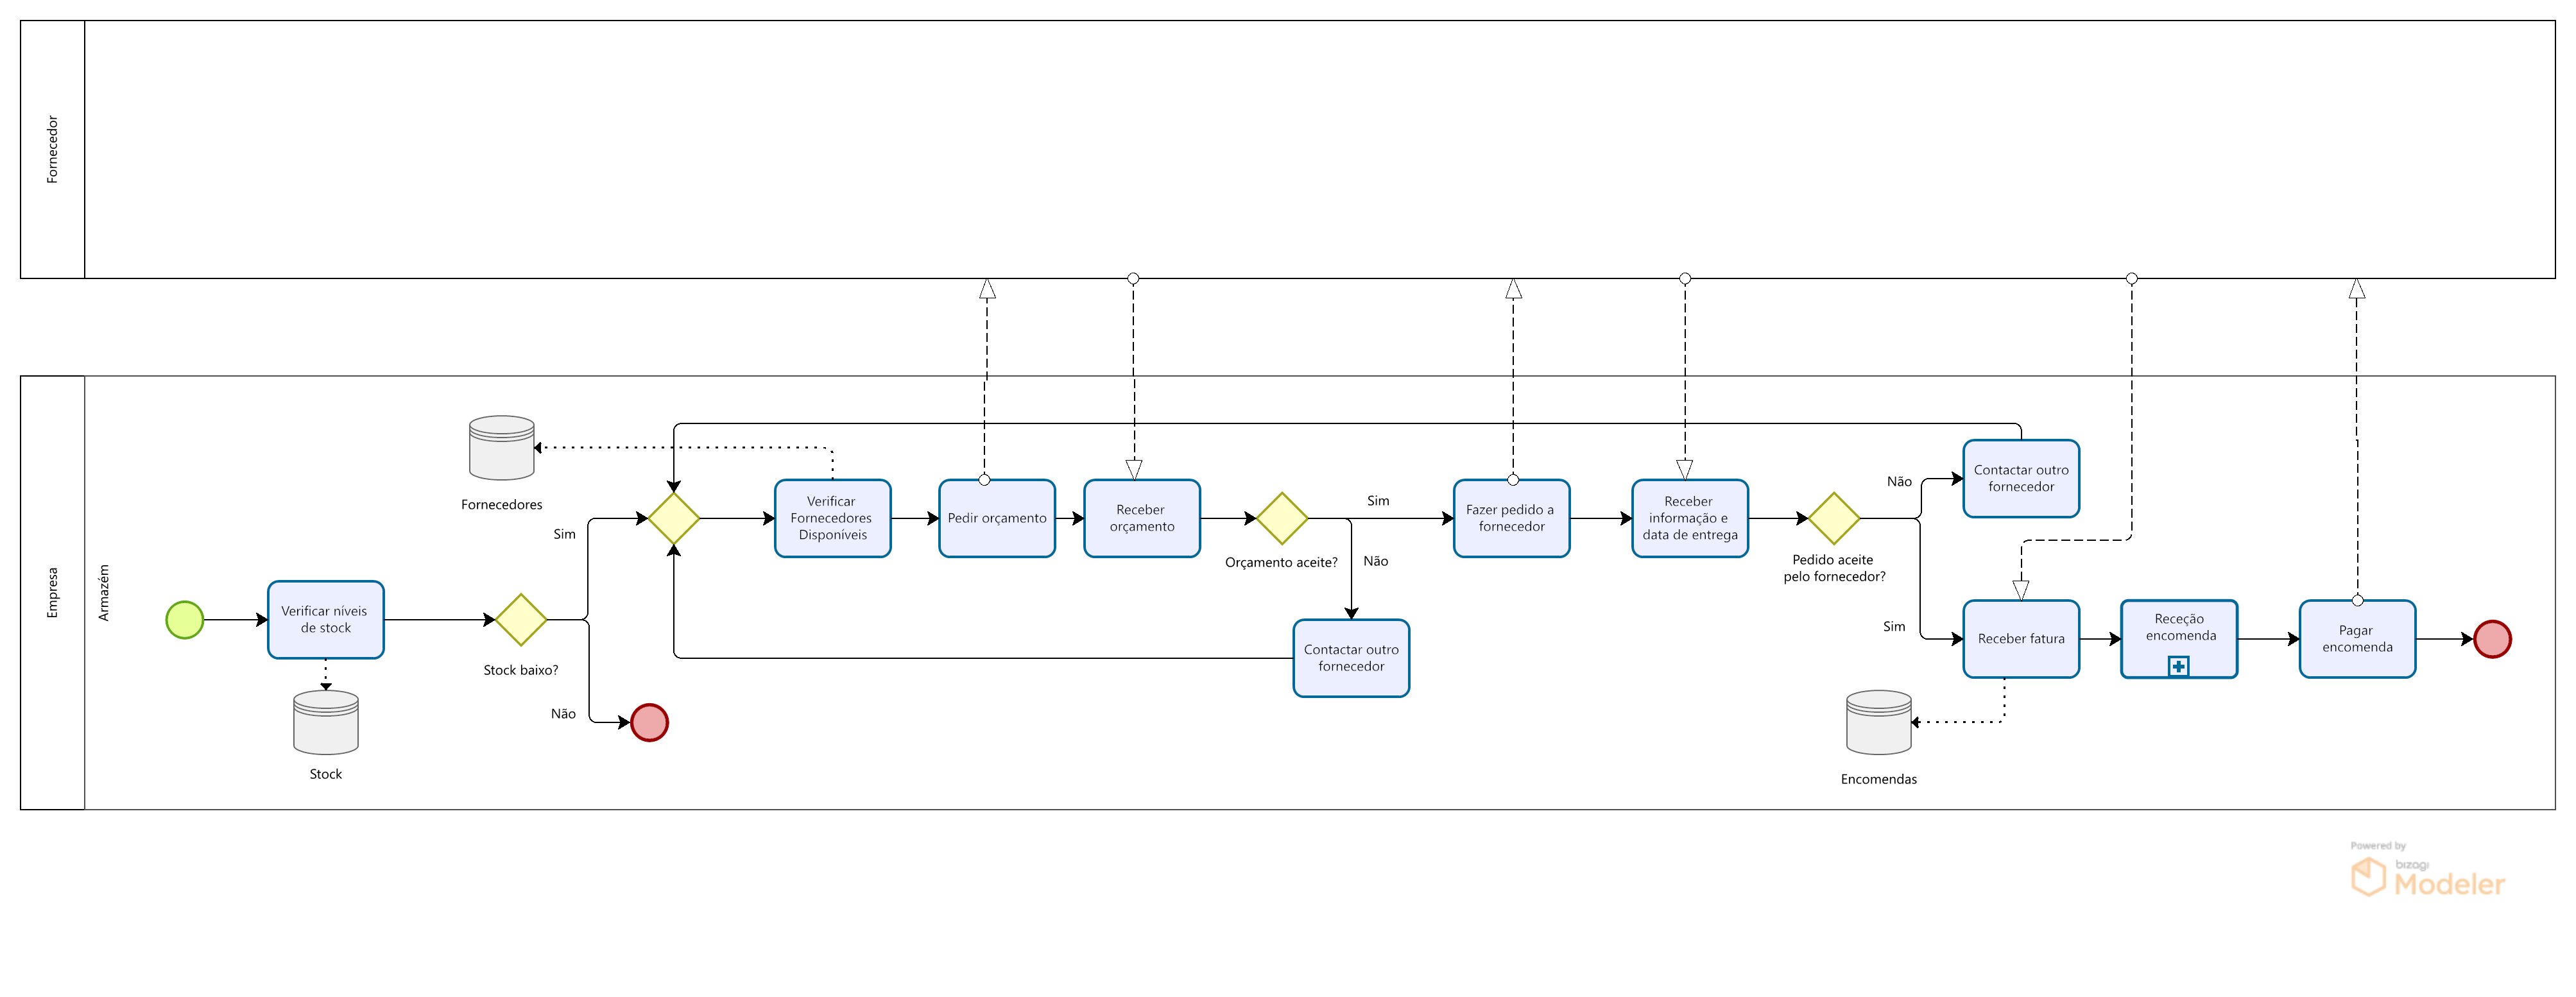 Fornecedor
Empresa
Armazém
Verificar níveis
de stock
Stock
Stock baixo?
Sim
Não
Fornecedores
Verificar
Fornecedores
Disponíveis
Pedir orçamento
Receber
orçamento
Orçamento aceite?
Sim
Não
Contactar outro
fornecedor
Fazer pedido a
fornecedor
Receber
informação e
data de entrega
Pedido aceite
pelo fornecedor?
Não
Sim
Contactar outro
fornecedor
Receber fatura
Encomendas
Receção
encomenda
Pagar
encomenda
Powered by
bizagi
Modeler